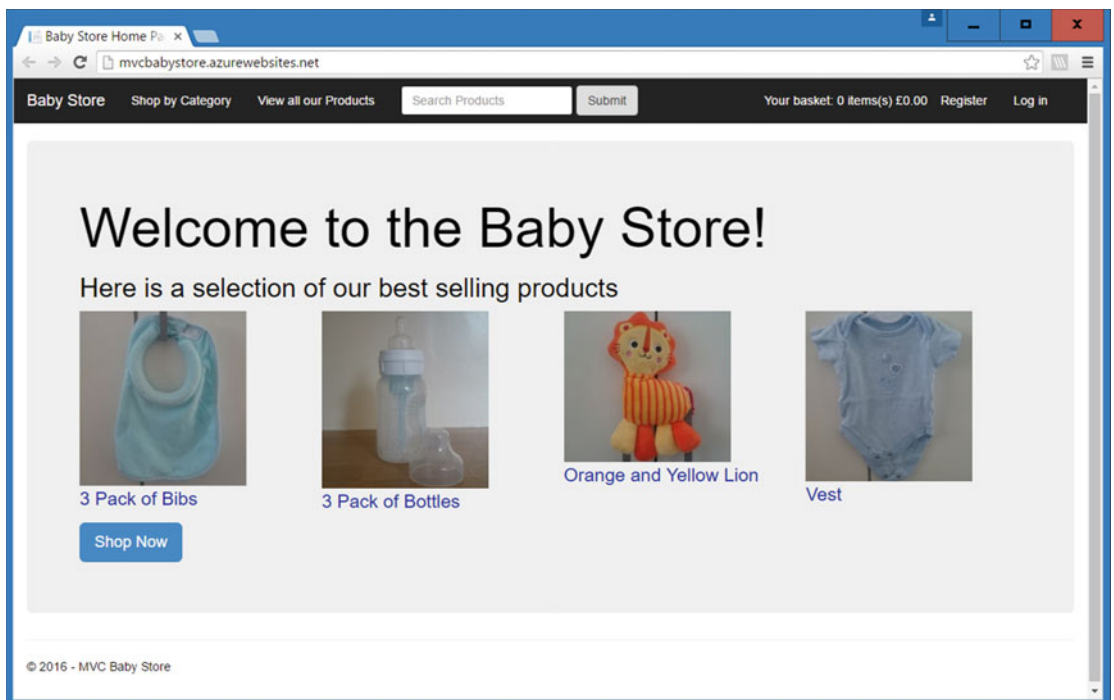 Baby Store Home Pa
mvcbabystore.azurewebsites.net
Baby Store Shop by Category View all our Products Search Products Submit Your basket: 0 items(s) £0.00 Register Log in
Welcome to the Baby Store!
Here is a selection of our best selling products
3 Pack of Bibs
3 Pack of Bottles
Orange and Yellow Lion
Vest
Shop Now
© 2016 - MVC Baby Store